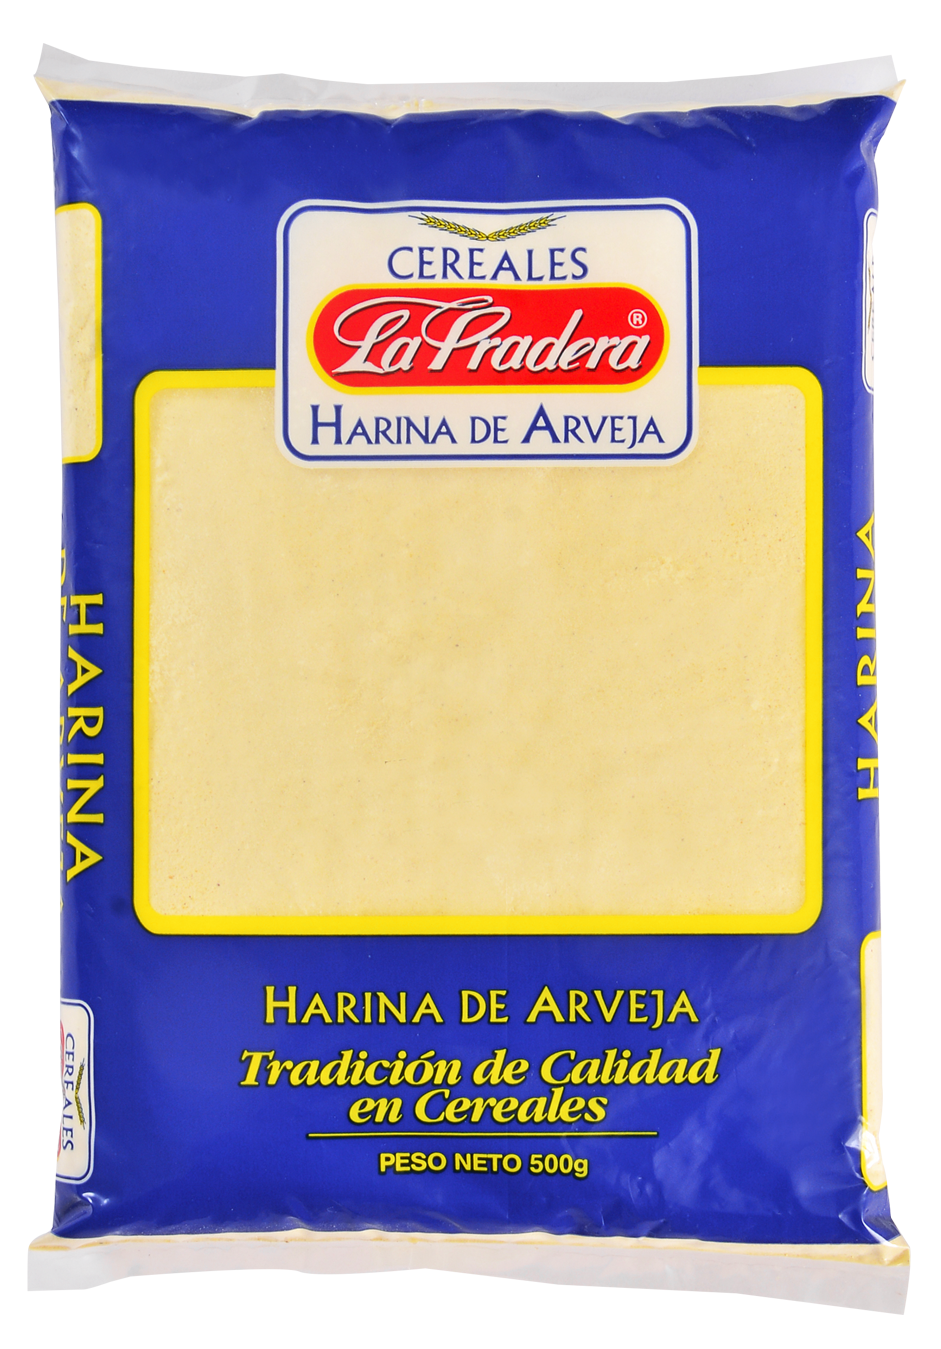 CEREALES
La Pradera®
HARINA DE ARVEJA
HARINA
HARINA
HARINA DE ARVEJA
Tradición de Calidad
en Cereales
PESO NETO 500g
CEREALES